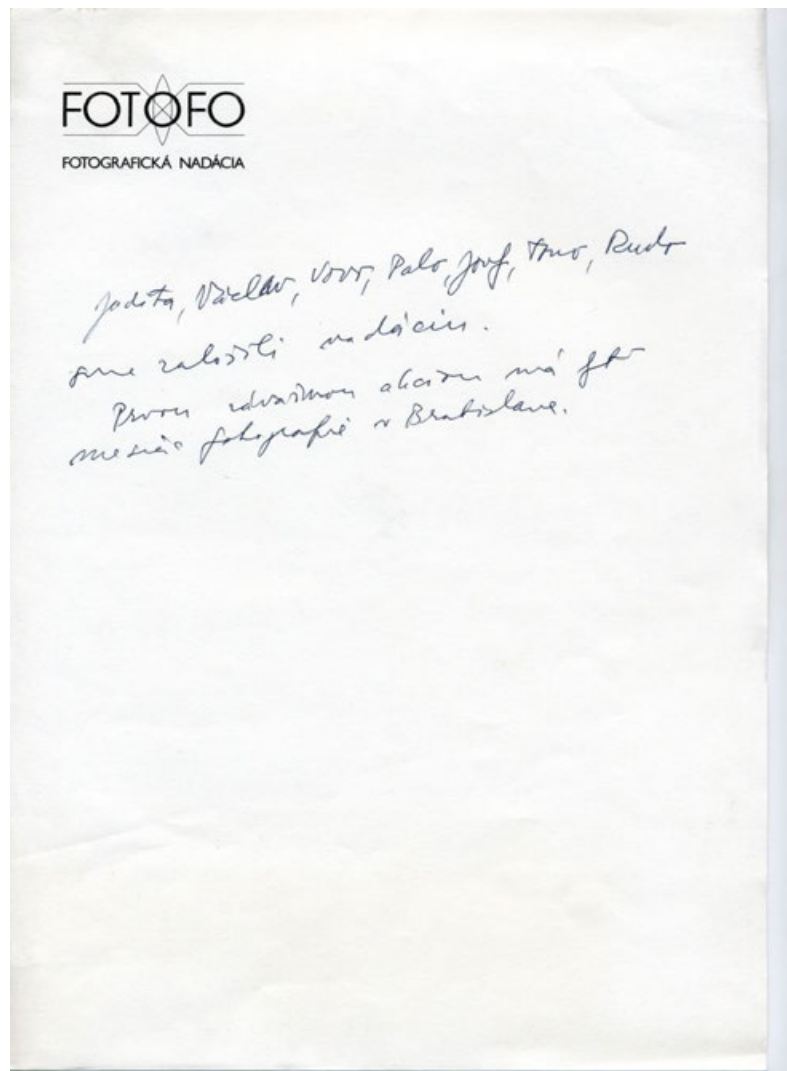 FOTOFO
FOTOGRAFICKÁ NADÁCIA
Judita, Václav, Vovo, Palo, Jozef, Tono, Rudo
sme založili nadáciu.
Prvou závažnou akciou má byť
mesiac fotografie v Bratislave.